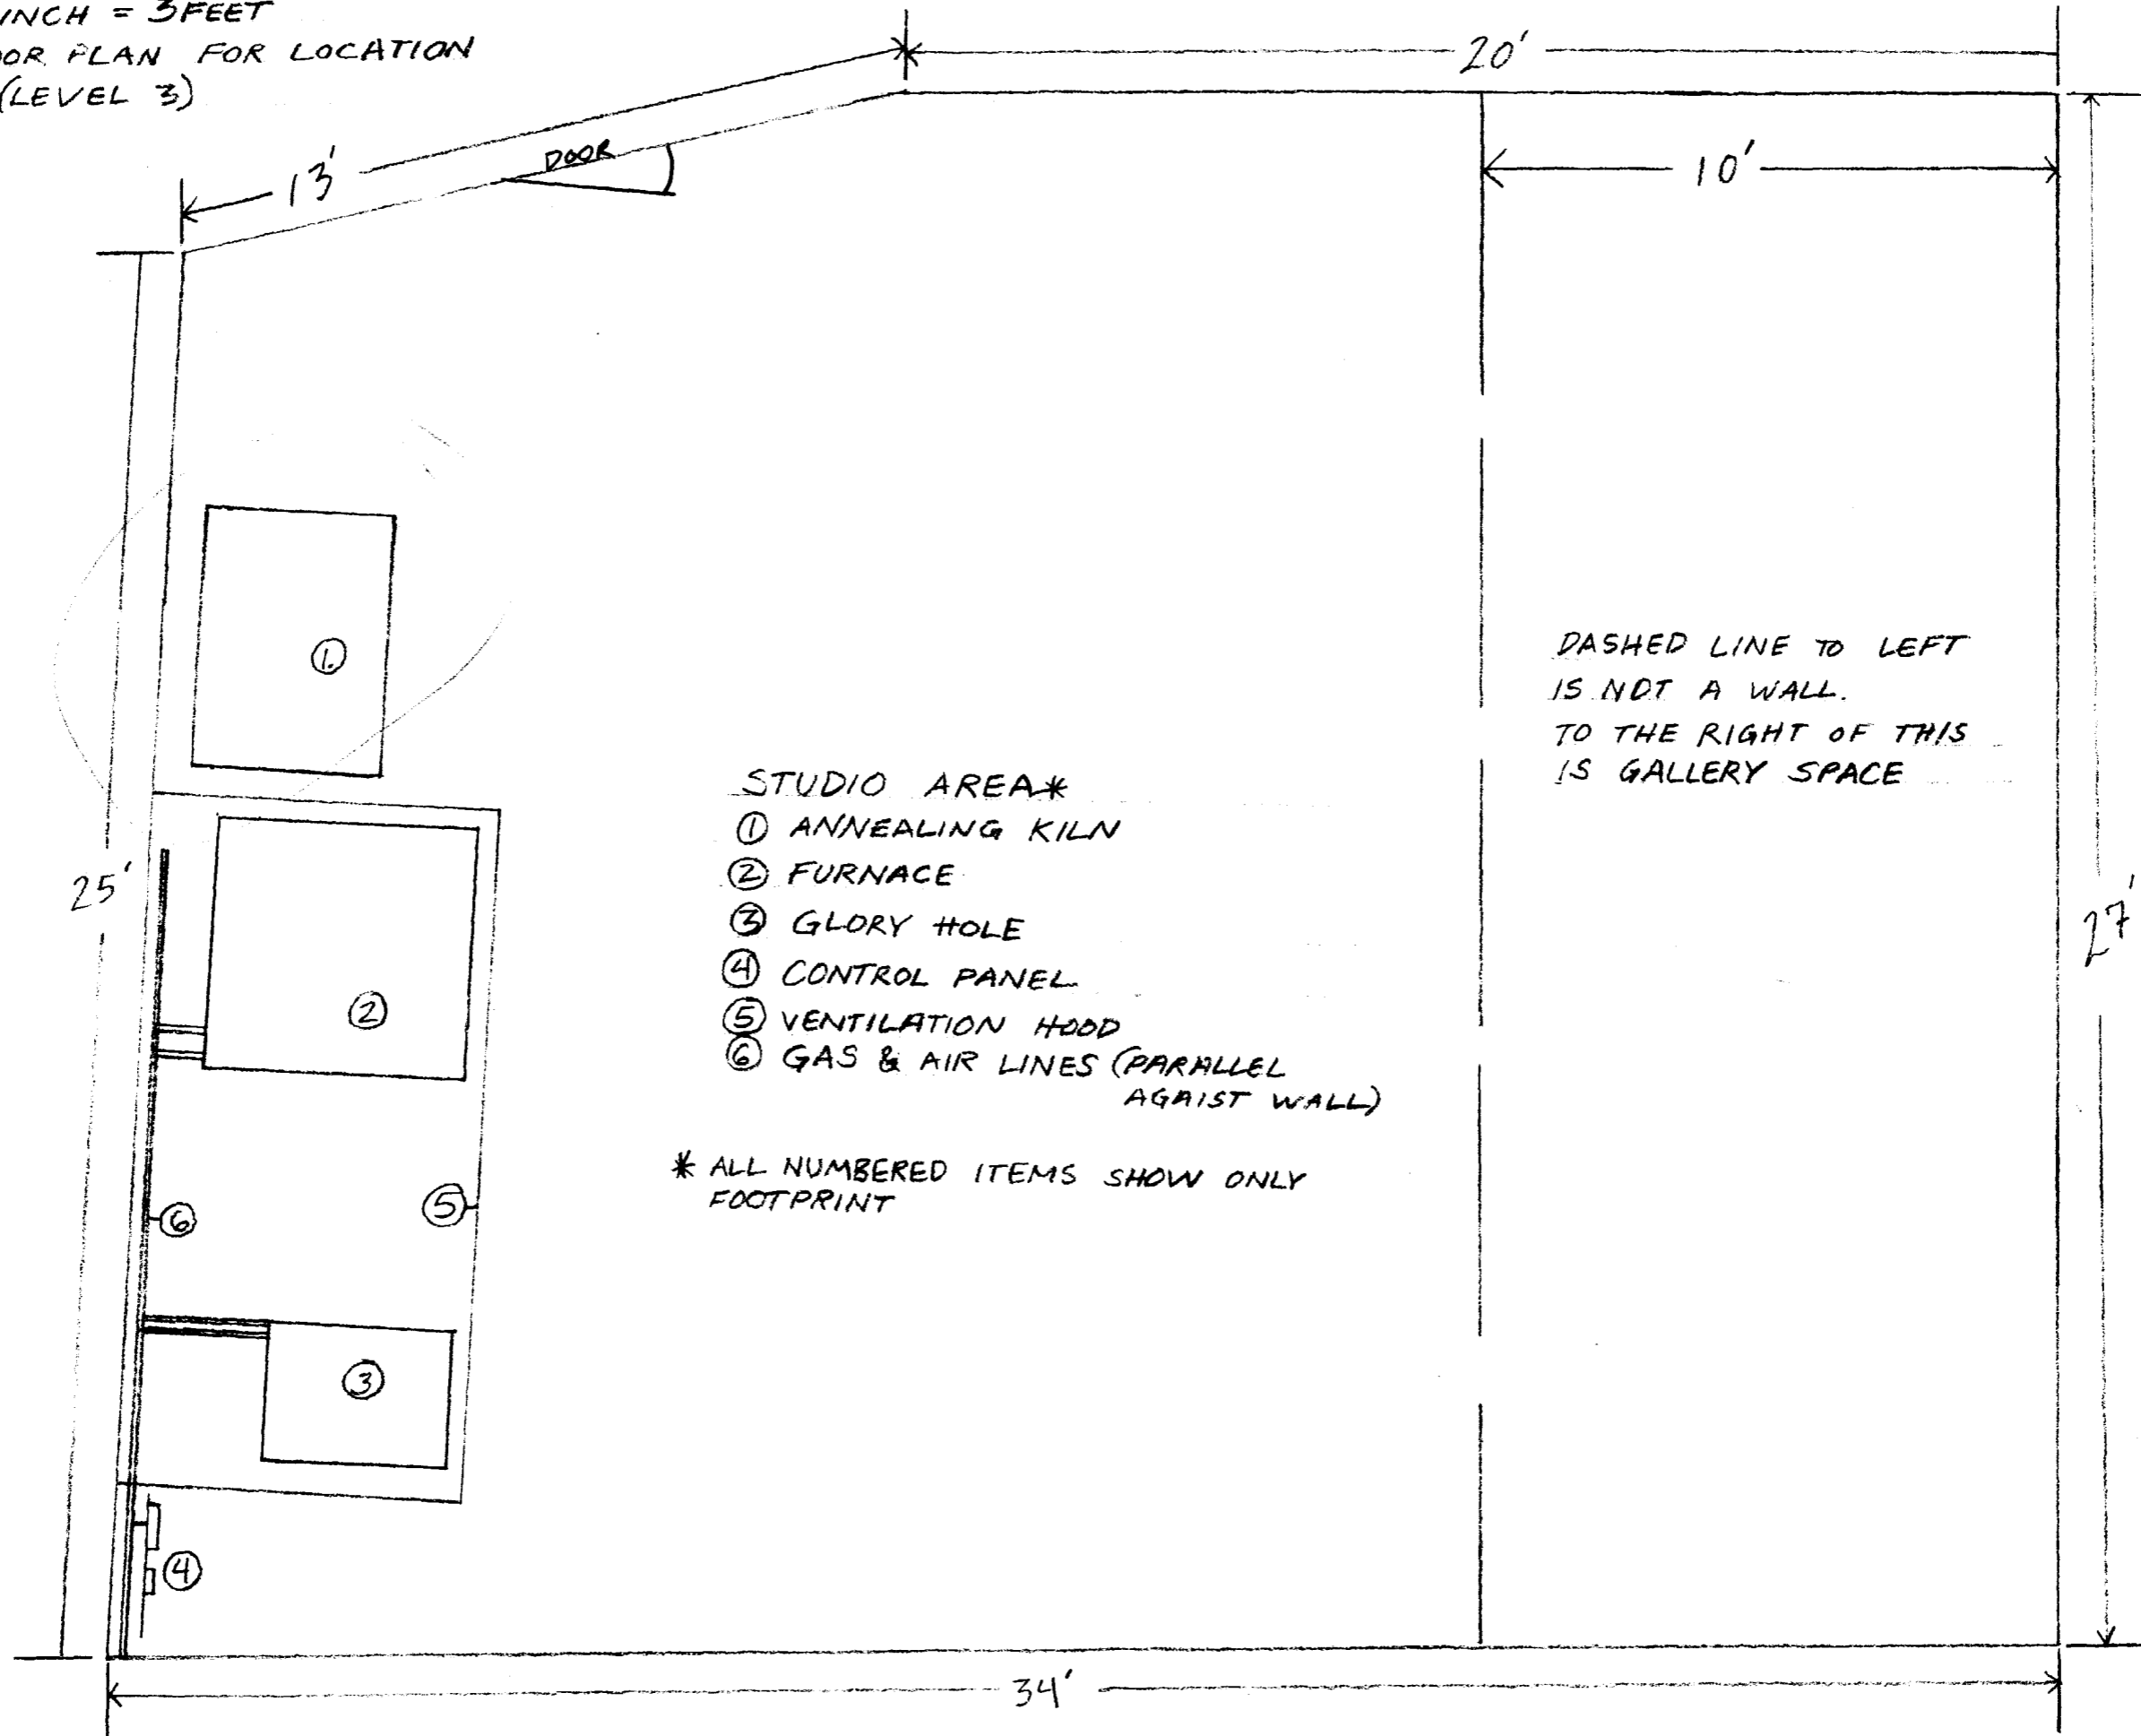 INCH = 3 FEET
PLAN FOR LOCATION
(LEVEL 3)
20'
13'
DOOR
10'
①
DASHED LINE TO LEFT
IS NOT A WALL.
TO THE RIGHT OF THIS
IS GALLERY SPACE
STUDIO AREA*
① ANNEALING KILN
② FURNACE
③ GLORY HOLE
④ CONTROL PANEL
⑤ VENTILATION HOOD
⑥ GAS & AIR LINES (PARALLEL
AGAIST WALL)
* ALL NUMBERED ITEMS SHOW ONLY
FOOTPRINT
25'
27'
②
⑤
⑥
③
④
34'